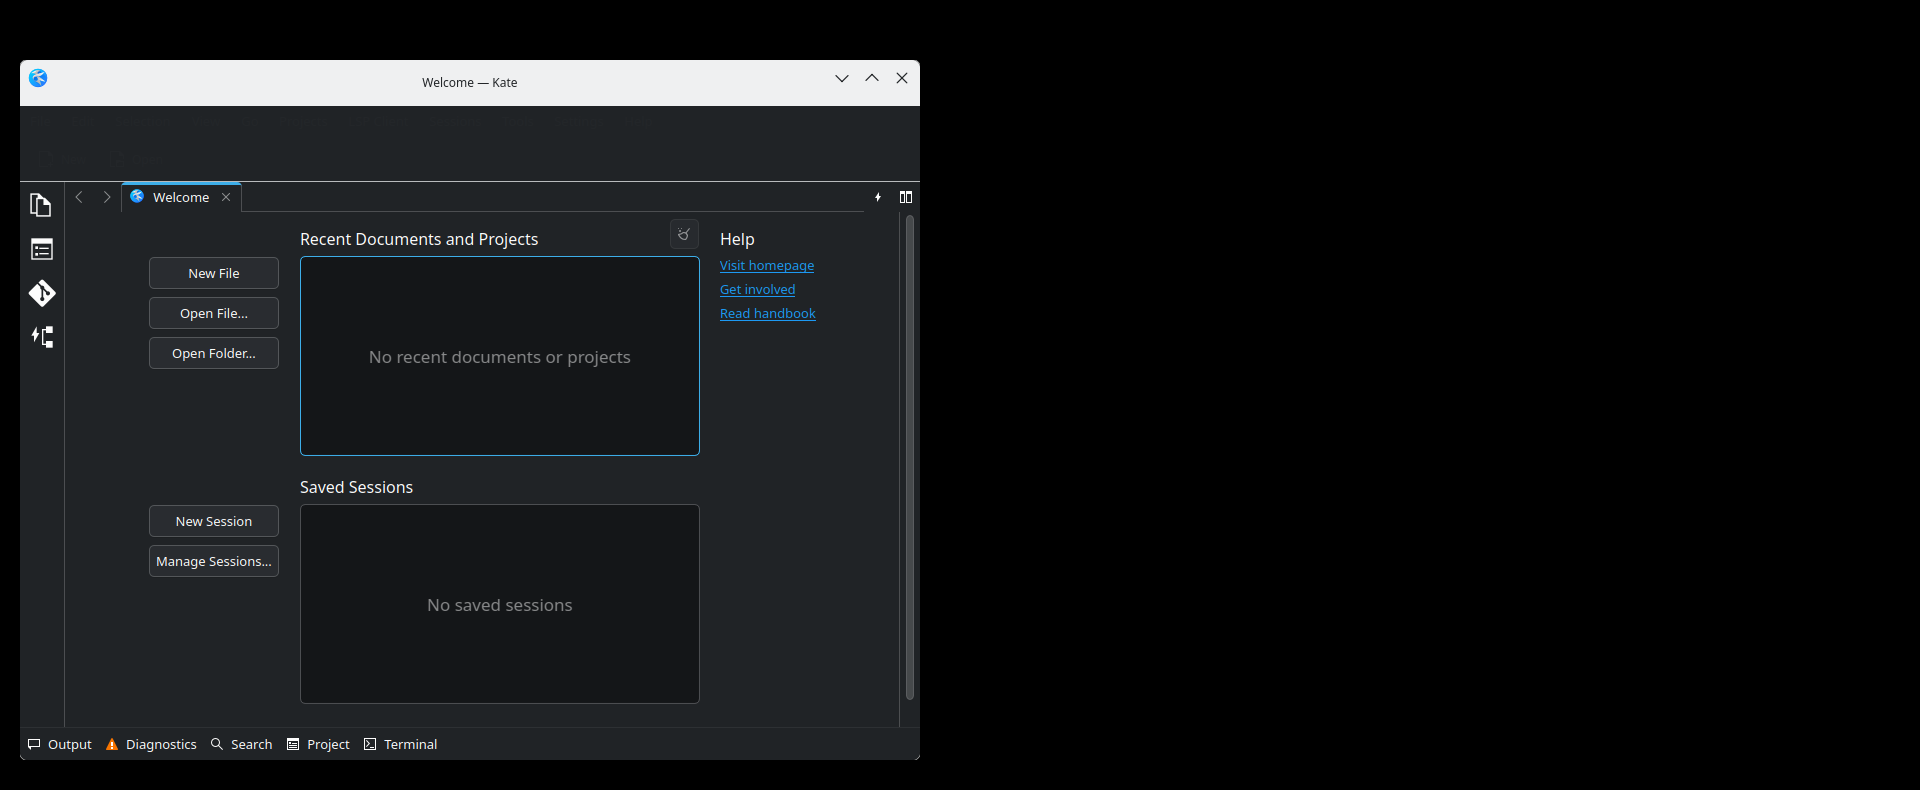 Welcome — Kate
Welcome
Recent Documents and Projects
Help
New File
Open File...
Open Folder...
No recent documents or projects
Visit homepage
Get involved
Read handbook
Saved Sessions
New Session
Manage Sessions...
No saved sessions
Output
Diagnostics
Search
Project
Terminal